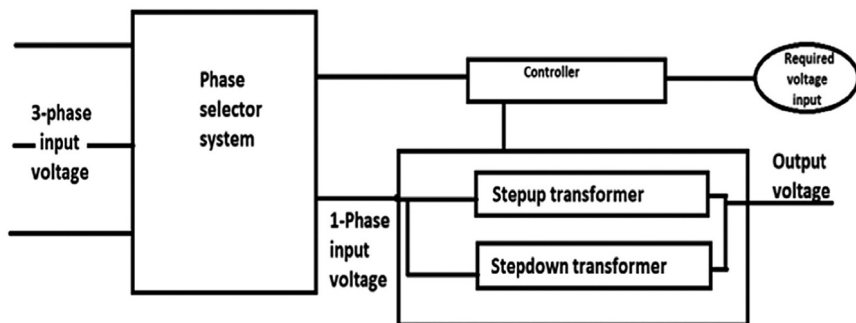 3-phase
input
voltage
Phase
selector
system
1-Phase
input
voltage
Controller
Required
voltage
input
Stepup transformer
Stepdown transformer
Output
voltage